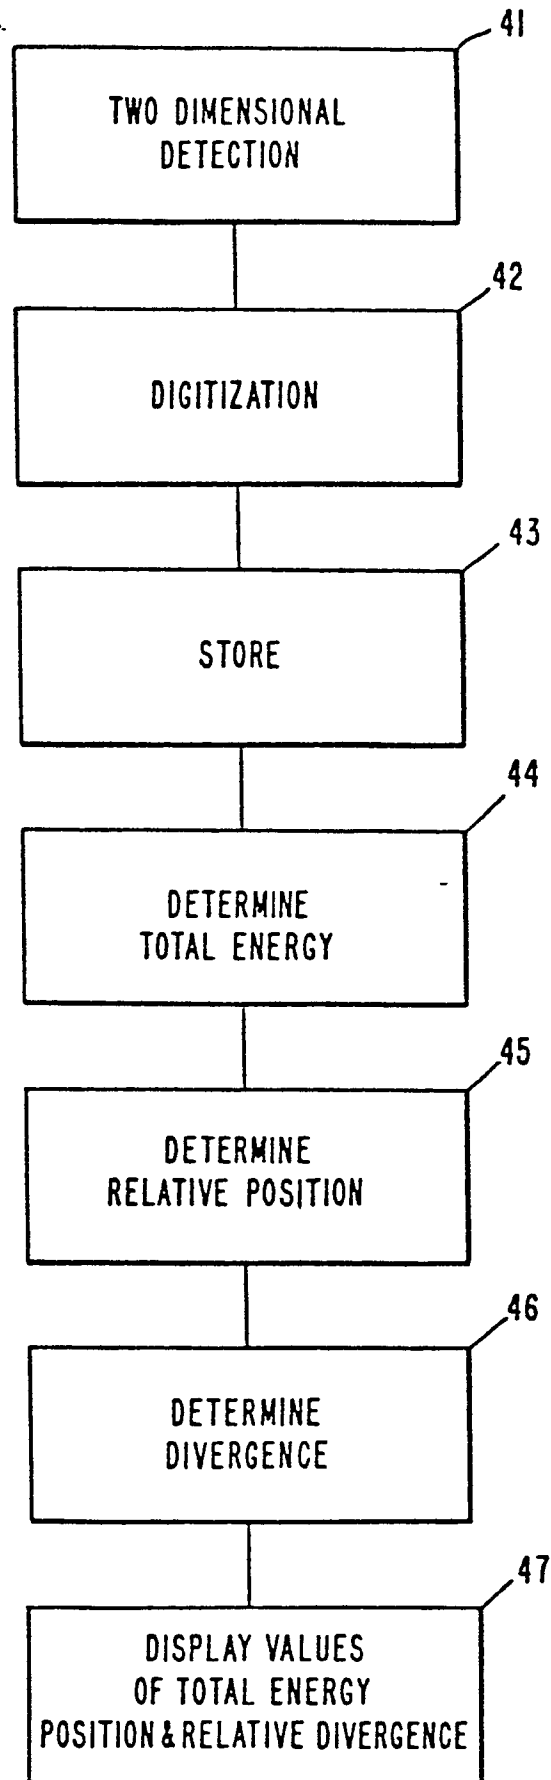 41
TWO DIMENSIONAL
DETECTION
42
DIGITIZATION
43
STORE
44
DETERMINE
TOTAL ENERGY
45
DETERMINE
RELATIVE POSITION
46
DETERMINE
DIVERGENCE
47
DISPLAY VALUES
OF TOTAL ENERGY
POSITION & RELATIVE DIVERGENCE